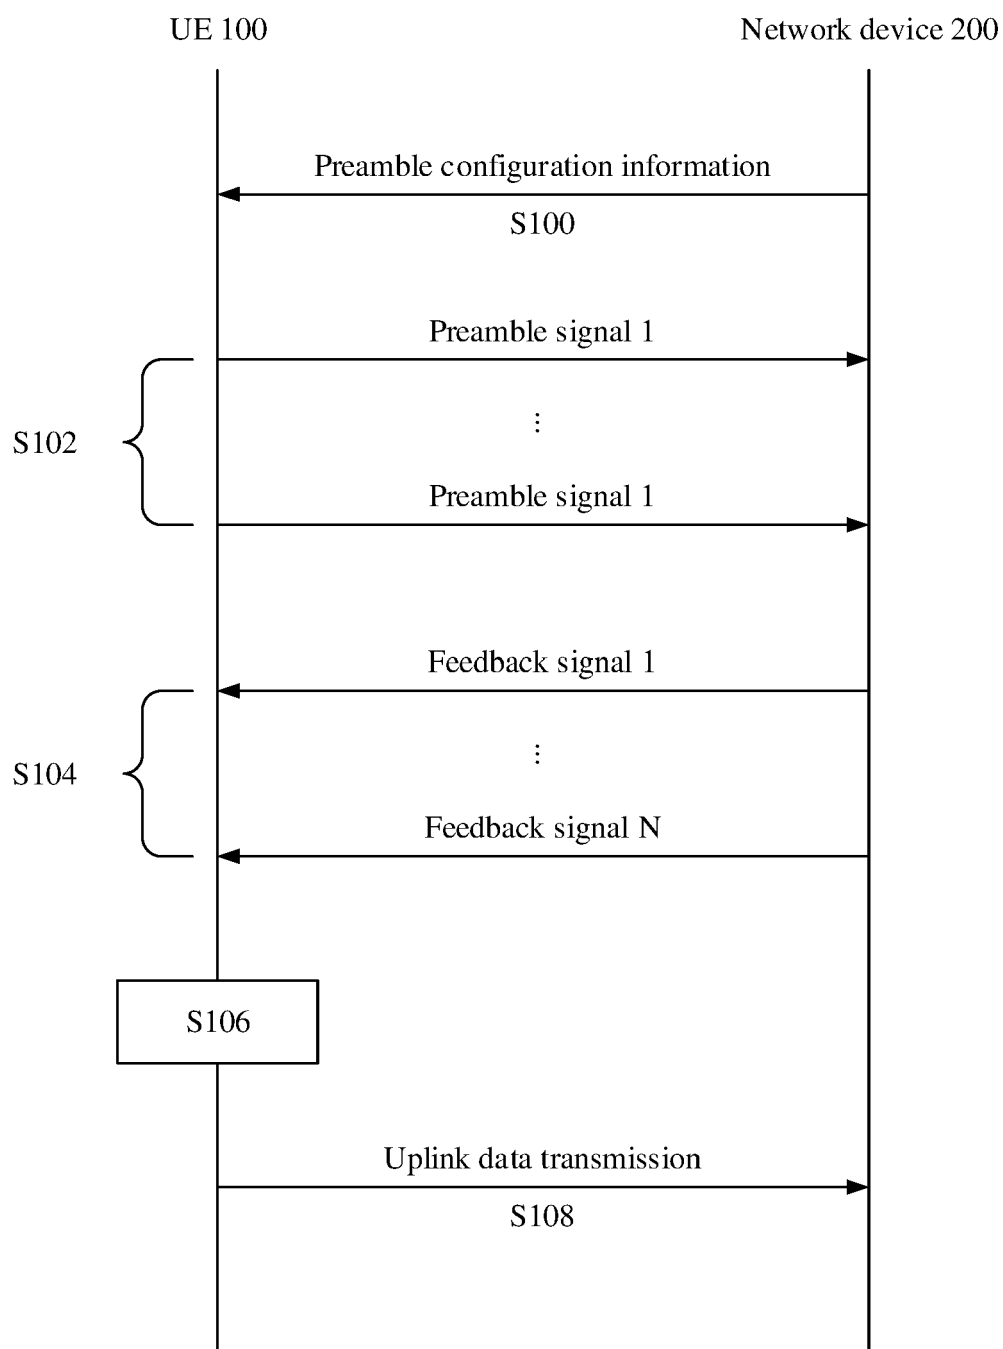 UE 100
Network device 200
Preamble configuration information
S100
Preamble signal 1
⋮
S102
Preamble signal 1
Feedback signal 1
⋮
S104
Feedback signal N
S106
Uplink data transmission
S108